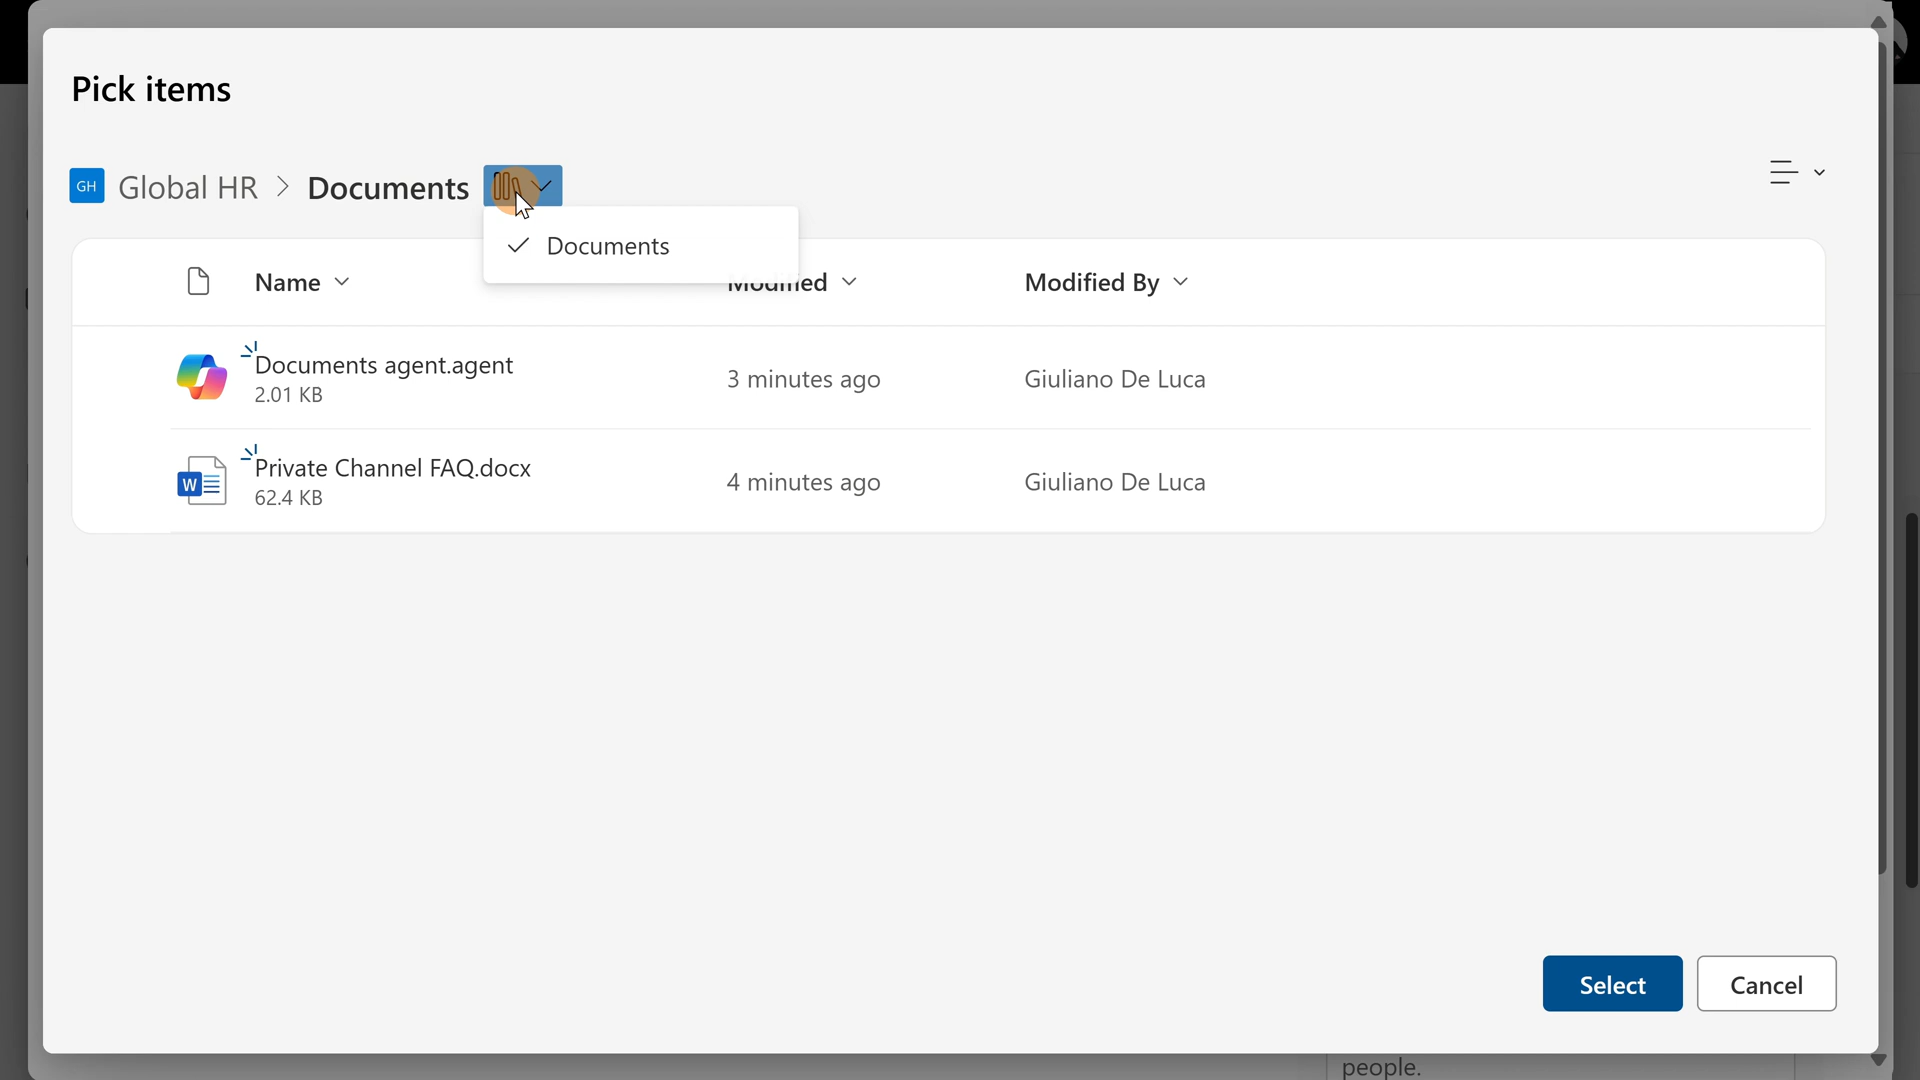 Pick items
GH Global HR > Documents
Documents
Name Modified Modified By
Documents agent.agent
2.01 KB
3 minutes ago
Giuliano De Luca
W
Private Channel FAQ.docx
62.4 KB
4 minutes ago
Giuliano De Luca
Select Cancel
people.